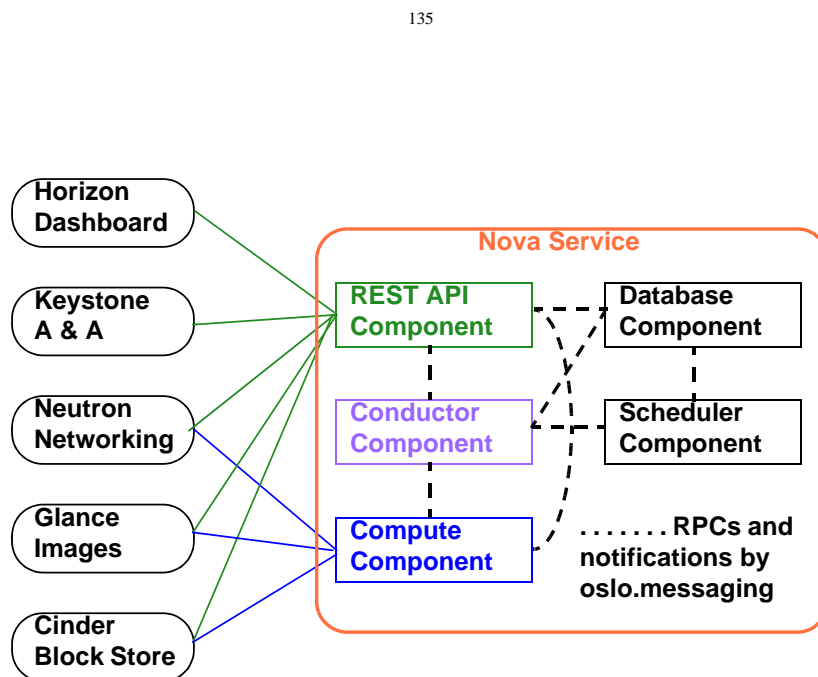 135
Horizon
Dashboard
Keystone
A & A
Neutron
Networking
Glance
Images
Cinder
Block Store
Nova Service
REST API
Component
Database
Component
Conductor
Component
Scheduler
Component
Compute
Component
. . . . . . . RPCs and
notifications by
oslo.messaging